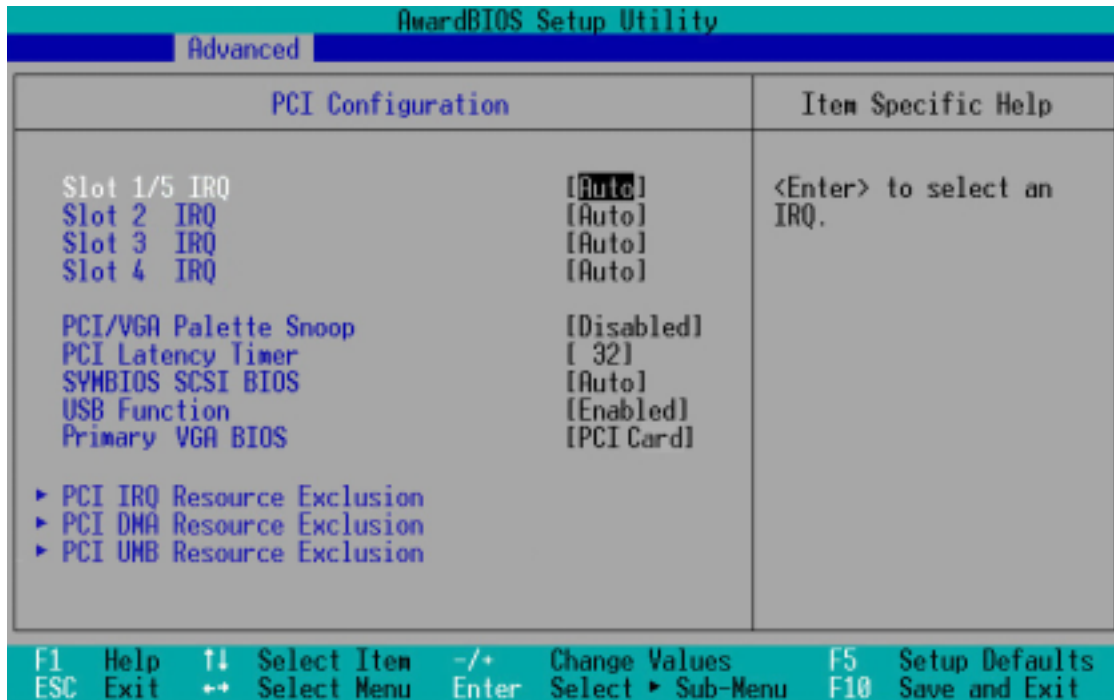 AwardBIOS Setup Utility
Advanced
PCI Configuration
Item Specific Help
Slot 1/5 IRQ [Auto]
Slot 2 IRQ [Auto]
Slot 3 IRQ [Auto]
Slot 4 IRQ [Auto]
PCI/VGA Palette Snoop [Disabled]
PCI Latency Timer [ 32]
SYMBIOS SCSI BIOS [Auto]
USB Function [Enabled]
Primary VGA BIOS [PCI Card]
▸ PCI IRQ Resource Exclusion
▸ PCI DMA Resource Exclusion
▸ PCI UMB Resource Exclusion
<Enter> to select an
IRQ.
F1 Help ↑↓ Select Item -/+ Change Values F5 Setup Defaults
ESC Exit ←→ Select Menu Enter Select ▸ Sub-Menu F10 Save and Exit